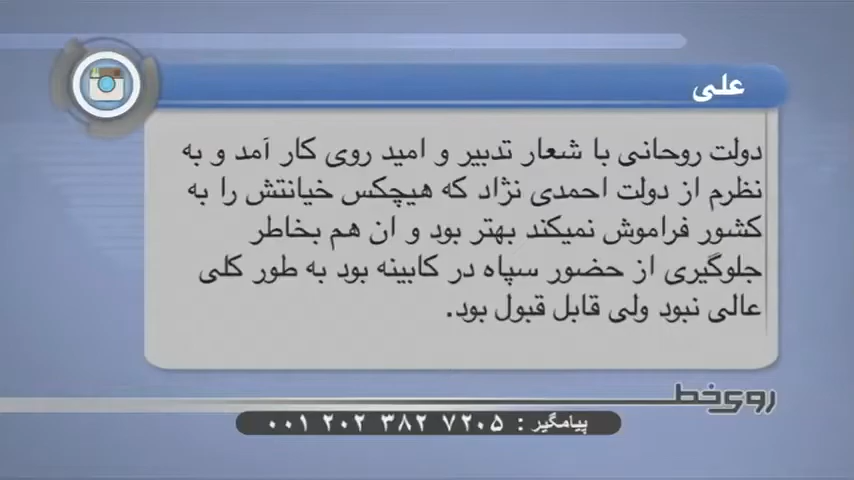 علی
دولت روحانی با شعار تدبیر و امید روی کار آمد و به
نظرم از دولت احمدی نژاد که هیچکس خیانتش را به
کشور فراموش نمیکند بهتر بود و ان هم بخاطر
جلوگیری از حضور سپاه در کابینه بود به طور کلی
عالی نبود ولی قابل قبول بود.
روی خط
پیامگیر : ۰۰۱ ۲۰۲ ۳۸۲ ۷۲۰۵